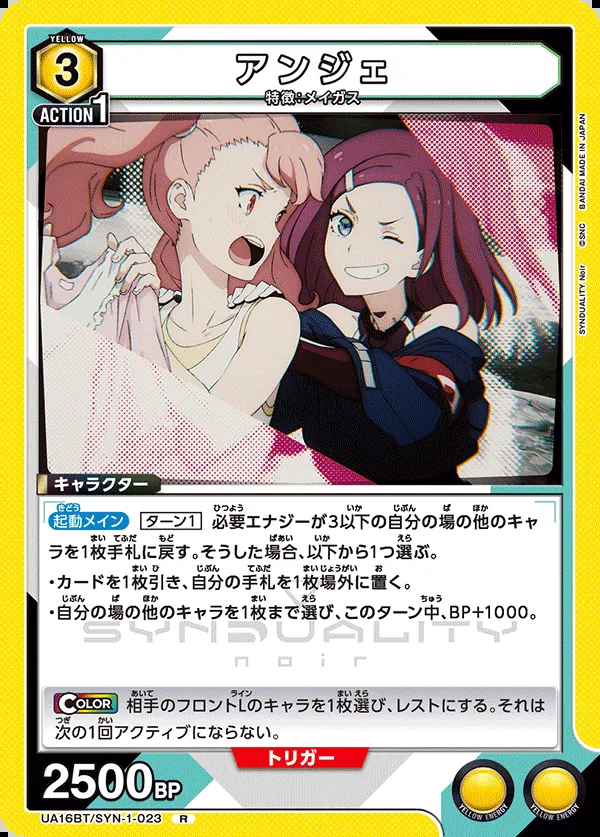 YELLOW
3
アンジェ
特徴:メイガス
ACTION 1
SYNDUALITY Noir ©SNC BANDAI MADE IN JAPAN
キャラクター
起動メイン ターン1 必要エナジーが3以下の自分の場の他のキャ
ラを1枚手札に戻す。そうした場合、以下から1つ選ぶ。
・カードを1枚引き、自分の手札を1枚場外に置く。
・自分の場の他のキャラを1枚まで選び、このターン中、BP+1000。
SYNDUALITY
noir
COLOR 相手のフロントLのキャラを1枚選び、レストにする。それは
次の1回アクティブにならない。
トリガー
2500BP
YELLOW ENERGY YELLOW ENERGY
UA16BT/SYN-1-023 R